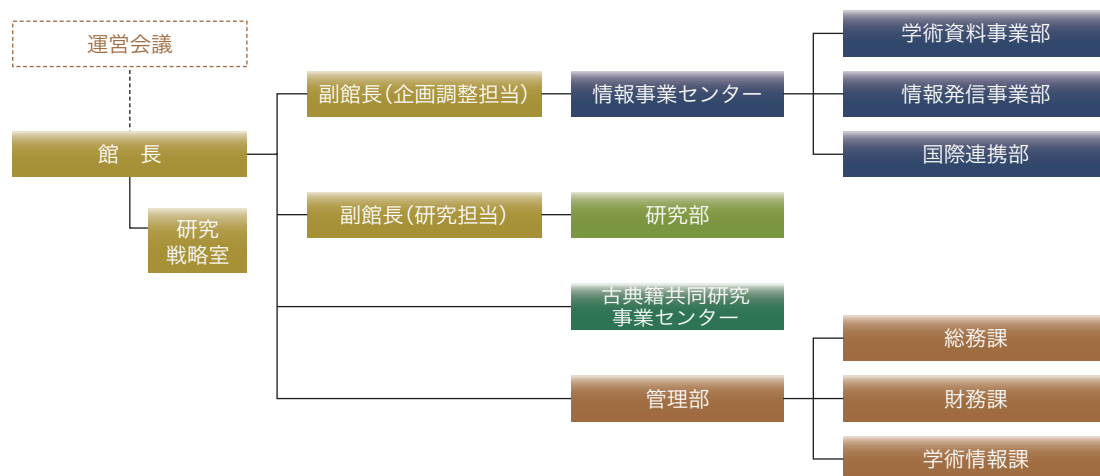 運営会議
館　長
研究
戦略室
副館長（企画調整担当）
情報事業センター
学術資料事業部
情報発信事業部
国際連携部
副館長（研究担当）
研究部
古典籍共同研究
事業センター
管理部
総務課
財務課
学術情報課